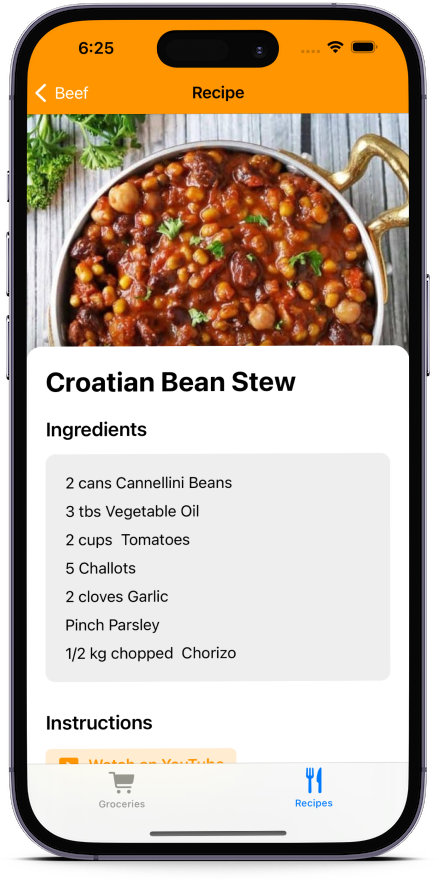 6:25
Beef
Recipe
Croatian Bean Stew
Ingredients
2 cans Cannellini Beans
3 tbs Vegetable Oil
2 cups  Tomatoes
5 Challots
2 cloves Garlic
Pinch Parsley
1/2 kg chopped  Chorizo
Instructions
Watch on YouTube
Groceries
Recipes